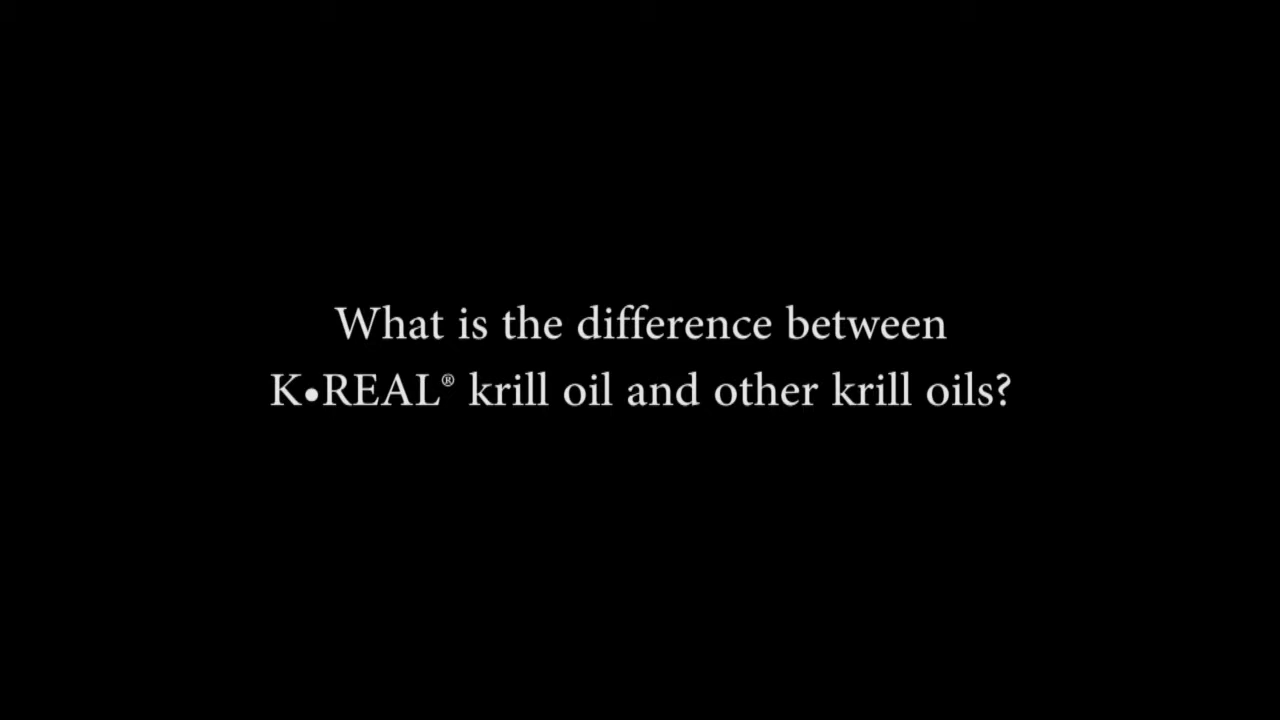 What is the difference between
K•REAL® krill oil and other krill oils?